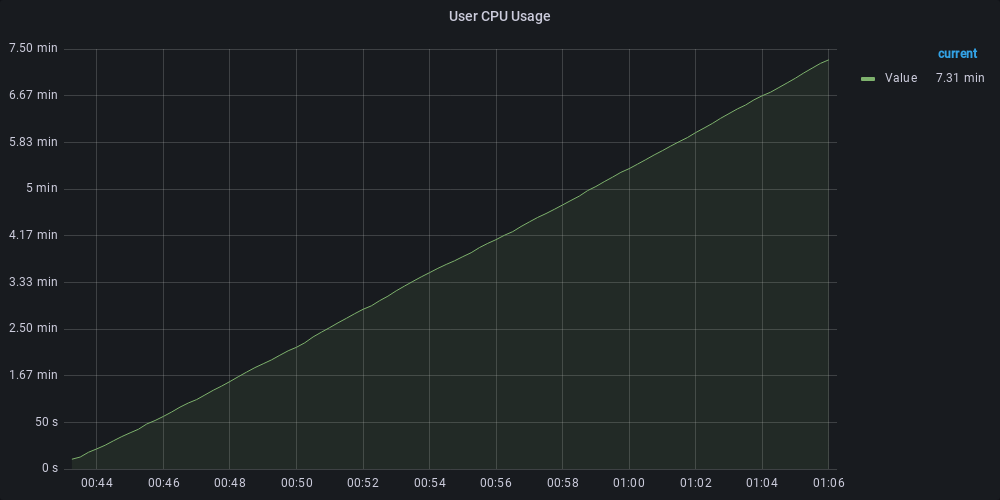 User CPU Usage
7.50 min
6.67 min
5.83 min
5 min
4.17 min
3.33 min
2.50 min
1.67 min
50 s
0 s
00:44 00:46 00:48 00:50 00:52 00:54 00:56 00:58 01:00 01:02 01:04 01:06
current
Value 7.31 min